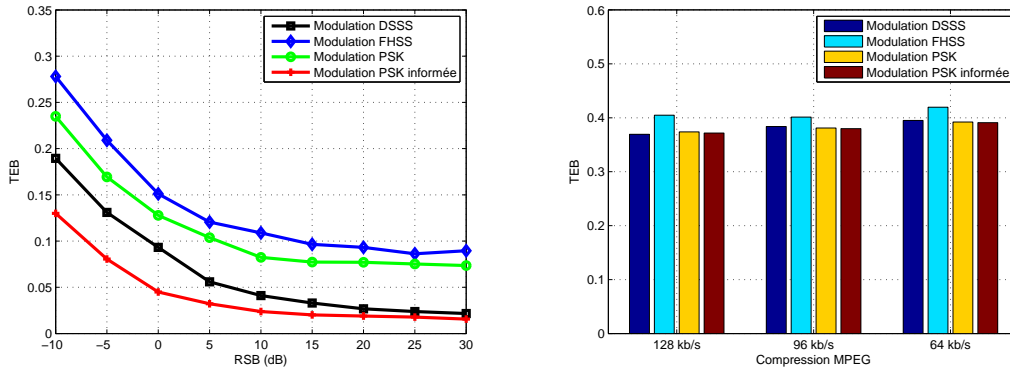 0.35
0.3
0.25
0.2
0.15
0.1
0.05
0
TEB
−10 −5 0 5 10 15 20 25 30
RSB (dB)
Modulation DSSS
Modulation FHSS
Modulation PSK
Modulation PSK informée
0.6
0.5
0.4
0.3
0.2
0.1
0
TEB
128 kb/s 96 kb/s 64 kb/s
Compression MPEG
Modulation DSSS
Modulation FHSS
Modulation PSK
Modulation PSK informée